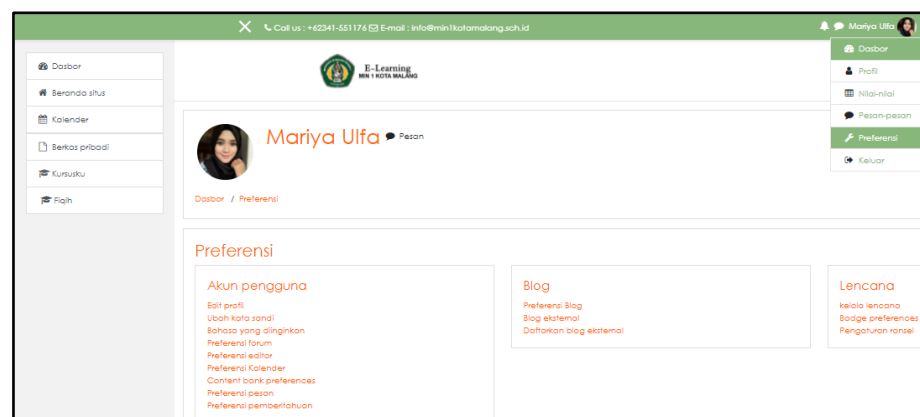 Call us : +62341-551176 E-mail : info@min1kotamalang.sch.id
Mariya Ulfa
Dasbor
Beranda situs
Kalender
Berkas pribadi
Kursusku
Fiqih
E-Learning
MIN 1 KOTA MALANG
Dasbor
Profil
Nilai-nilai
Pesan-pesan
Preferensi
Keluar
Mariya Ulfa Pesan
Dasbor / Preferensi
Preferensi
Akun pengguna
Edit profil
Ubah kata sandi
Bahasa yang diinginkan
Preferensi forum
Preferensi editor
Preferensi Kalender
Content bank preferences
Preferensi pesan
Preferensi pemberitahuan
Blog
Preferensi Blog
Blog eksternal
Daftarkan blog eksternal
Lencana
kelola lencana
Badge preferences
Pengaturan ransel